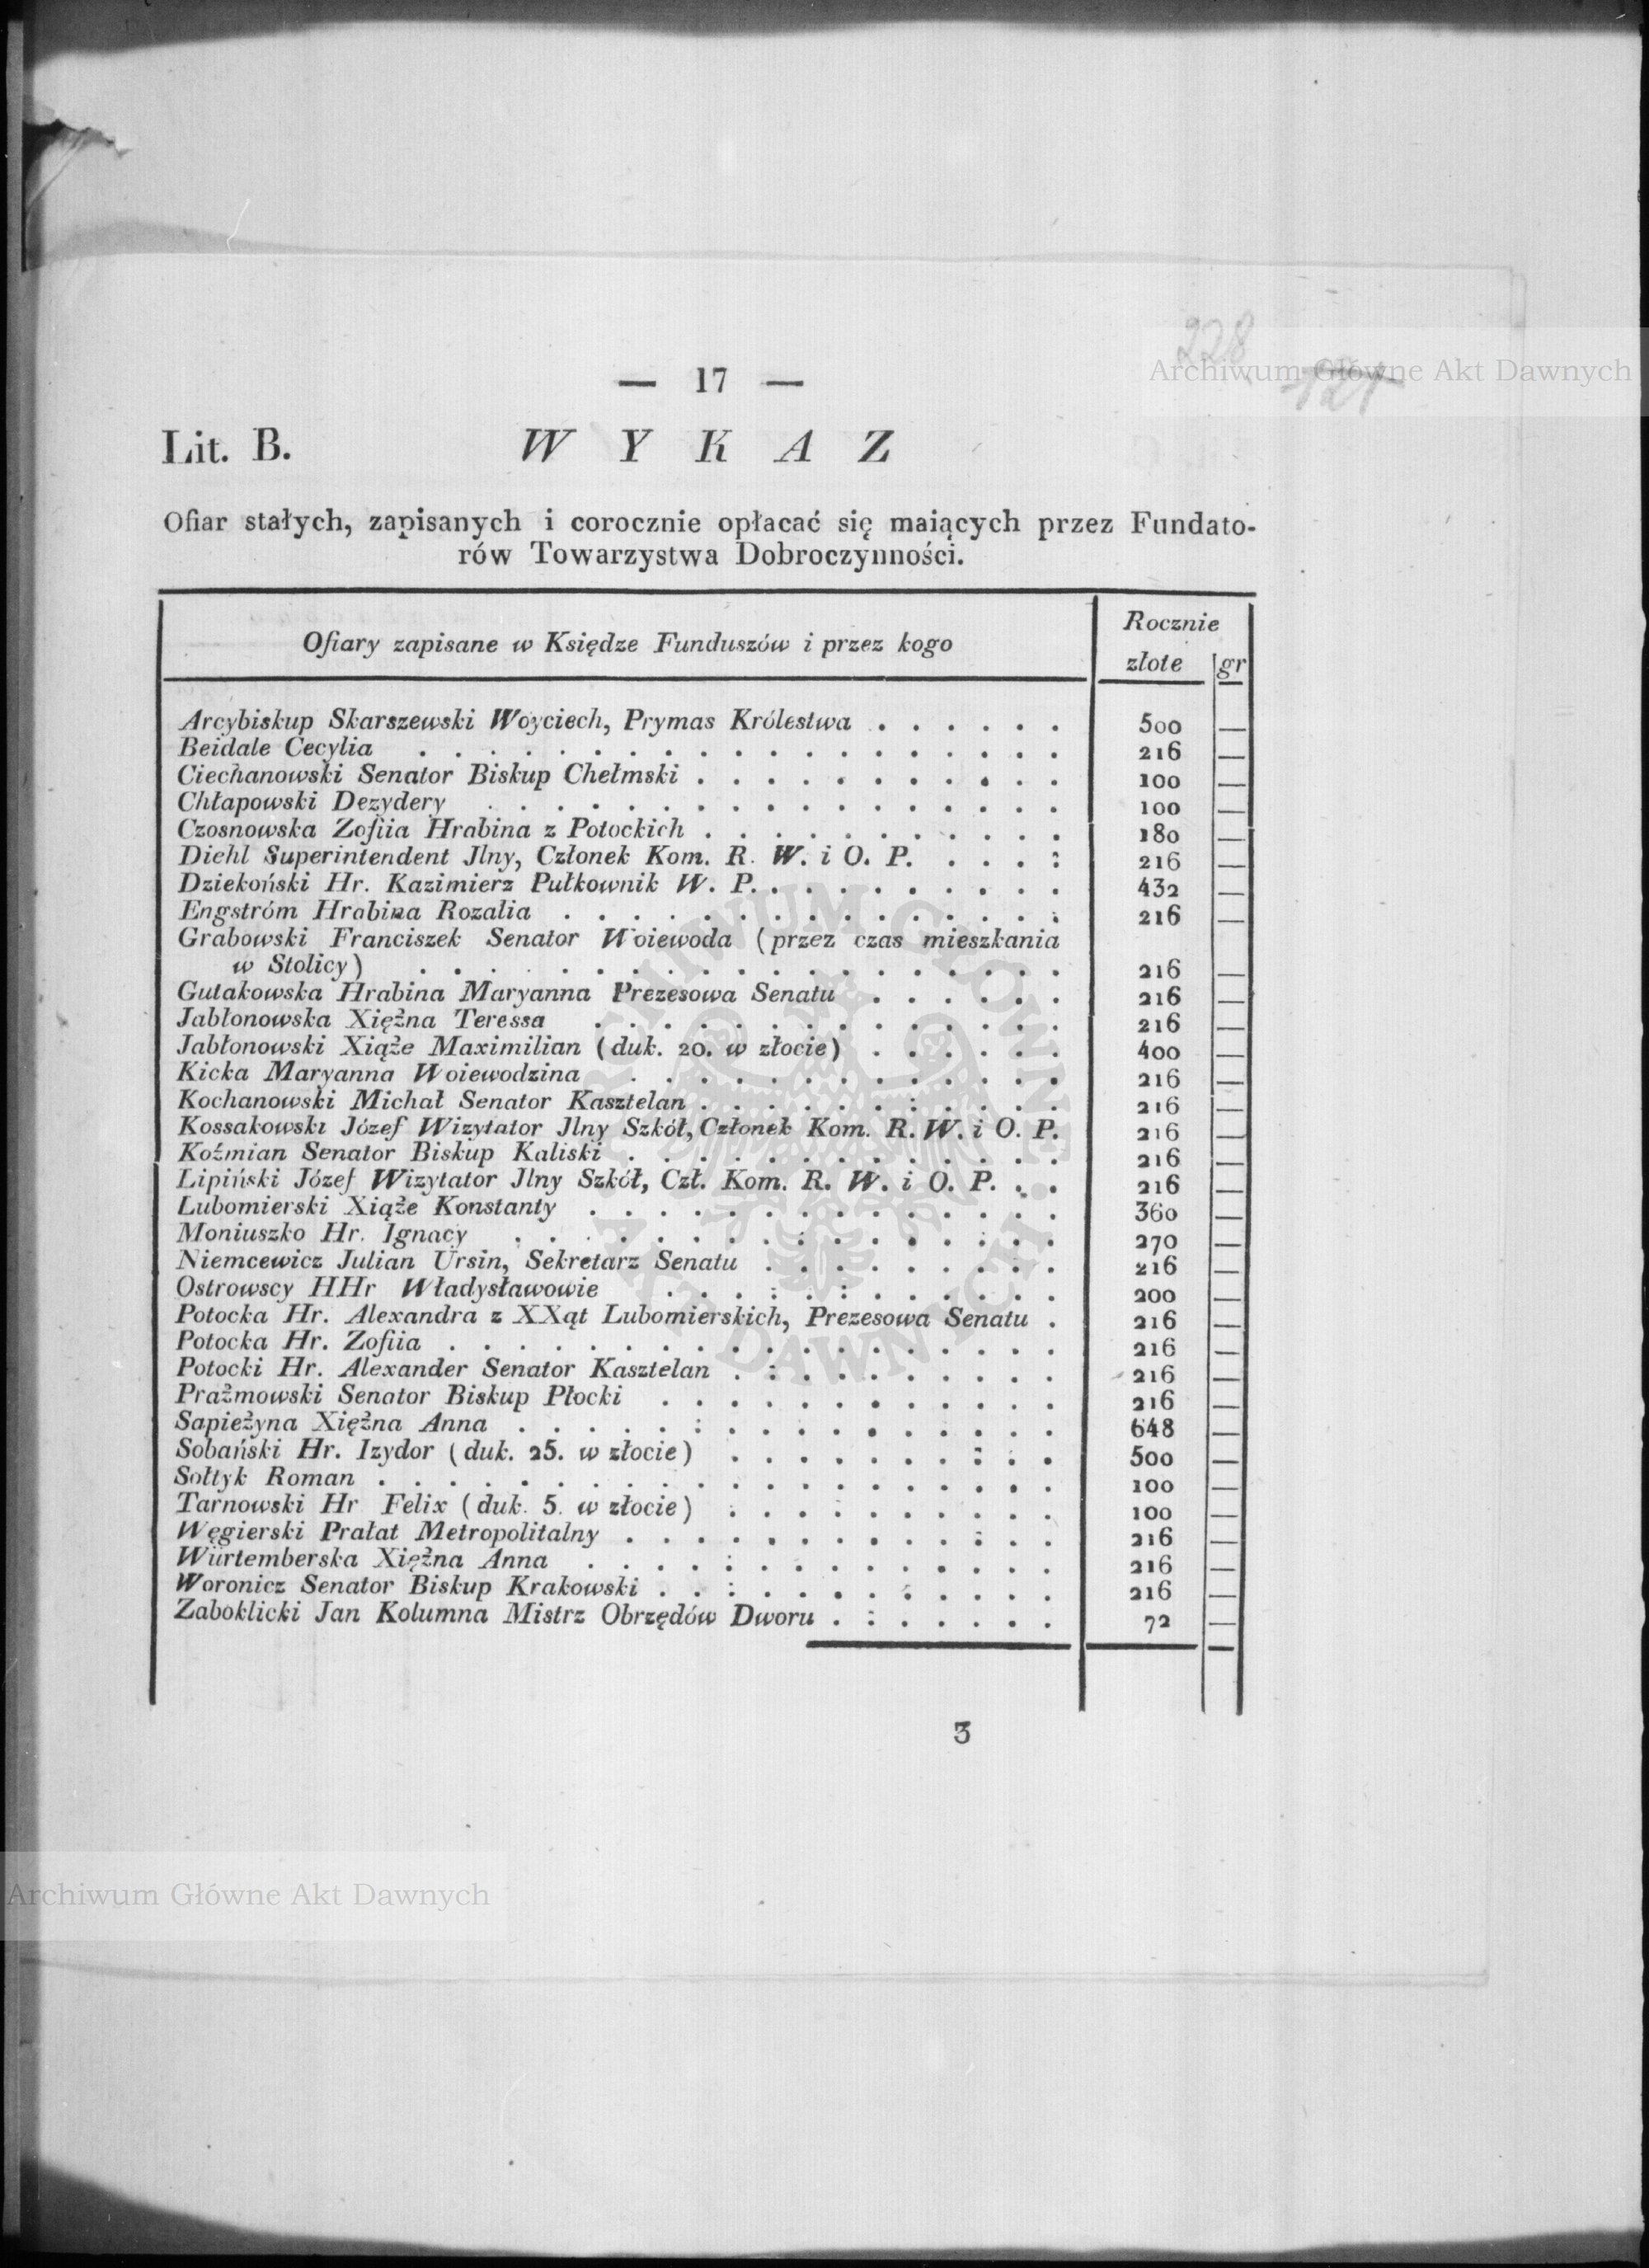 228
Archiwum Główne Akt Dawnych
121
— 17 —
Lit. B. WYKAZ
Ofiar stałych, zapisanych i corocznie opłacać się maiących przez Fundato-
rów Towarzystwa Dobroczynności.
Ofiary zapisane w Księdze Funduszów i przez kogo Rocznie
złote gr
Arcybiskup Skarszewski Woyciech, Prymas Królestwa . . . . . . 500 —
Beidale Cecylia . . . . . . 216 —
Ciechanowski Senator Biskup Chełmski . . . . . . 100 —
Chłapowski Dezydery . . . . . . 100 —
Czosnowska Zofiia Hrabina z Potockich . . . . . . 180 —
Diehl Superintendent Jlny, Członek Kom. R. W. i O. P. . . . : 216 —
Dziekoński Hr. Kazimierz Pułkownik W. P. . . . . . . 432 —
Engström Hrabina Rozalia . . . . . . 216 —
Grabowski Franciszek Senator Woiewoda (przez czas mieszkania
w Stolicy) . . . . . . 216 —
Gutakowska Hrabina Maryanna Prezesowa Senatu . . . . . . 216 —
Jabłonowska Xiężna Teressa . . . . . . 216 —
Jabłonowski Xiąże Maximilian (duk. 20. w złocie) . . . . . . 400 —
Kicka Maryanna Woiewodzina . . . . . . 216 —
Kochanowski Michał Senator Kasztelan . . . . . . 216 —
Kossakowski Józef Wizytator Jlny Szkół, Członek Kom. R. W. i O. P. 216 —
Koźmian Senator Biskup Kaliski . . . . . . 216 —
Lipiński Józef Wizytator Jlny Szkół, Czł. Kom. R. W. i O. P. . . 216 —
Lubomierski Xiąże Konstanty . . . . . . 360 —
Moniuszko Hr. Ignacy . . . . . . 270 —
Niemcewicz Julian Ursin, Sekretarz Senatu . . . . . . 216 —
Ostrowscy HHr Władysławowie . . . . . . 200 —
Potocka Hr. Alexandra z XXąt Lubomierskich, Prezesowa Senatu . 216 —
Potocka Hr. Zofiia . . . . . . 216 —
Potocki Hr. Alexander Senator Kasztelan . . . . . . 216 —
Prażmowski Senator Biskup Płocki . . . . . . 216 —
Sapieżyna Xiężna Anna . . . . . . 648 —
Sobański Hr. Izydor (duk. 25. w złocie) . . . . . . 500 —
Sołtyk Roman . . . . . . 100 —
Tarnowski Hr Felix (duk. 5. w złocie) . . . . . . 100 —
Węgierski Prałat Metropolitalny . . . . . . 216 —
Würtemberska Xiężna Anna . . . . . . 216 —
Woronicz Senator Biskup Krakowski . . . . . . 216 —
Zaboklicki Jan Kolumna Mistrz Obrzędów Dworu . . . . . . 72 —
3
ARCHIWUM GŁÓWNE AKT DAWNYCH
Archiwum Główne Akt Dawnych